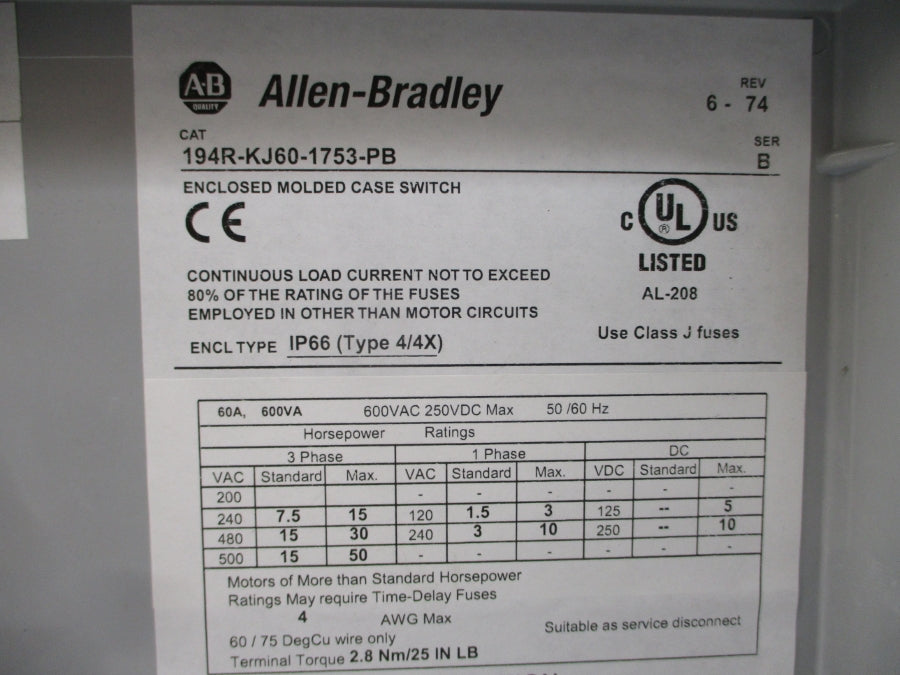 A-B
QUALITY
Allen-Bradley
REV
6 - 74
CAT
194R-KJ60-1753-PB
SER
B
ENCLOSED MOLDED CASE SWITCH
CE
C UL US
®
LISTED
AL-208
CONTINUOUS LOAD CURRENT NOT TO EXCEED
80% OF THE RATING OF THE FUSES
EMPLOYED IN OTHER THAN MOTOR CIRCUITS
Use Class J fuses
ENCL TYPE IP66 (Type 4/4X)
60A, 600VA 600VAC 250VDC Max 50 /60 Hz
Horsepower Ratings
3 Phase 1 Phase DC
VAC Standard Max. VAC Standard Max. VDC Standard Max.
200 - - - - - -
240 7.5 15 120 1.5 3 125 -- 5
480 15 30 240 3 10 250 -- 10
500 15 50 - - - - - -
Motors of More than Standard Horsepower
Ratings May require Time-Delay Fuses
4 AWG Max
60 / 75 DegCu wire only
Suitable as service disconnect
Terminal Torque 2.8 Nm/25 IN LB